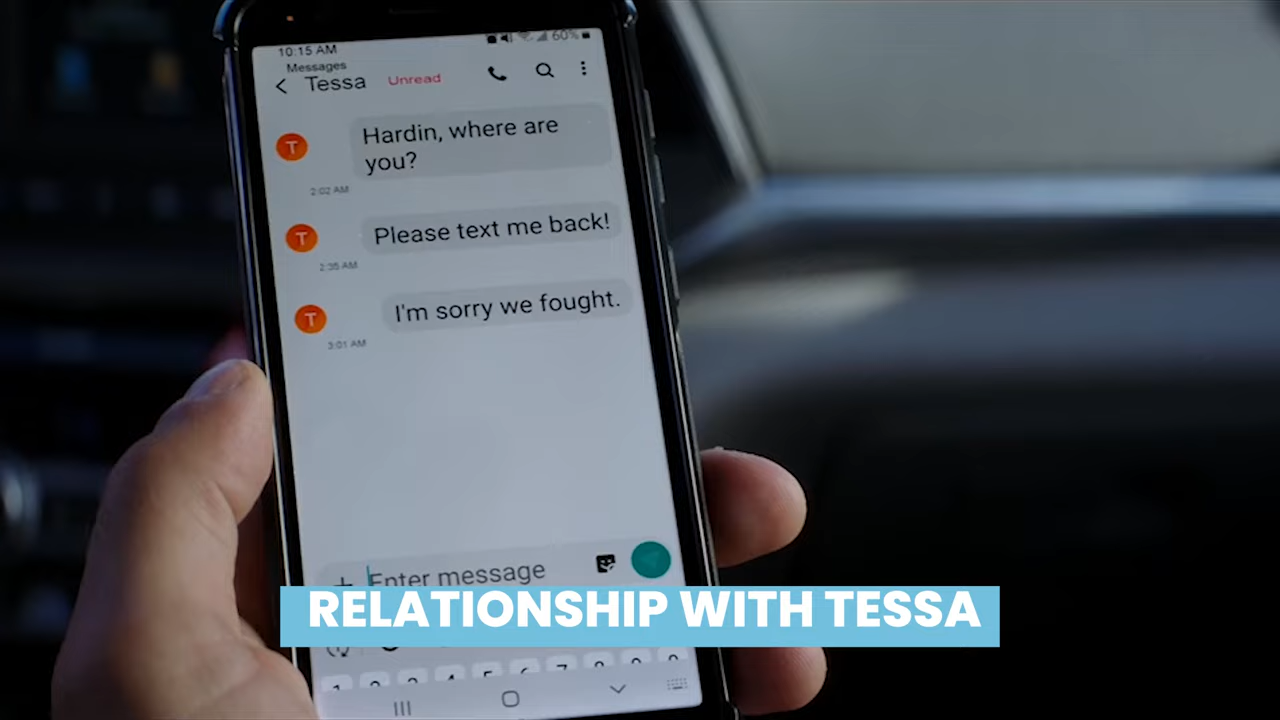 10:15 AM
60%
Messages
Tessa Unread
T
Hardin, where are
you?
2:02 AM
T
Please text me back!
2:35 AM
T
I'm sorry we fought.
3:01 AM
Enter message
RELATIONSHIP WITH TESSA